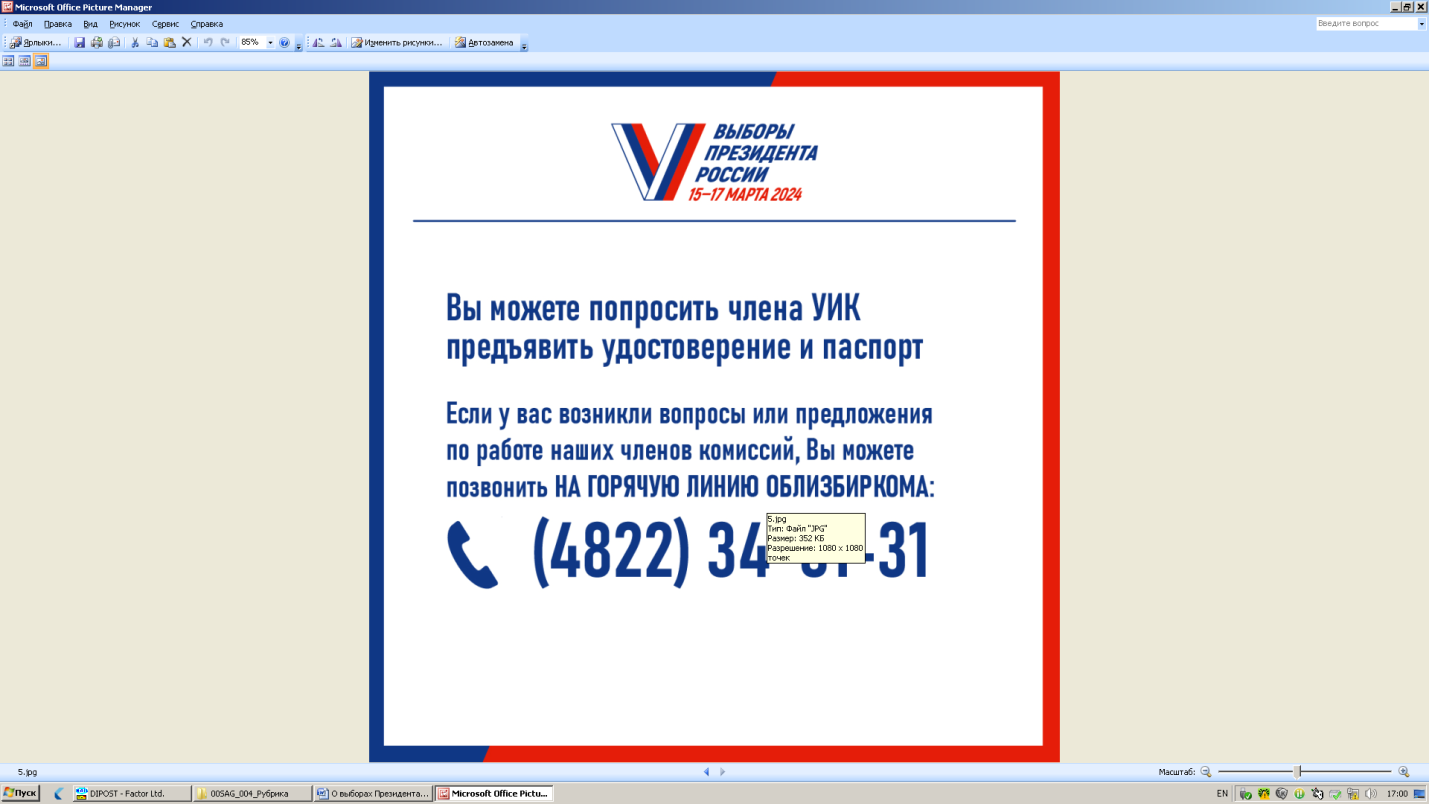 Microsoft Office Picture Manager
Файл Правка Вид Рисунок Сервис Справка
Введите вопрос
Ярлыки... 85% Изменить рисунки... Автозамена
ВЫБОРЫ
ПРЕЗИДЕНТА
РОССИИ
15–17 МАРТА 2024
Вы можете попросить члена УИК
предъявить удостоверение и паспорт
Если у вас возникли вопросы или предложения
по работе наших членов комиссий, Вы можете
позвонить НА ГОРЯЧУЮ ЛИНИЮ ОБЛИЗБИРКОМА:
(4822) 34 -31
5.jpg
Тип: Файл "JPG"
Размер: 352 КБ
Разрешение: 1080 x 1080
точек
5.jpg
Масштаб:
Пуск DIPOST - Factor Ltd. 00SAG_004_Рубрика О выборах Президента... Microsoft Office Pictu... EN 17:00